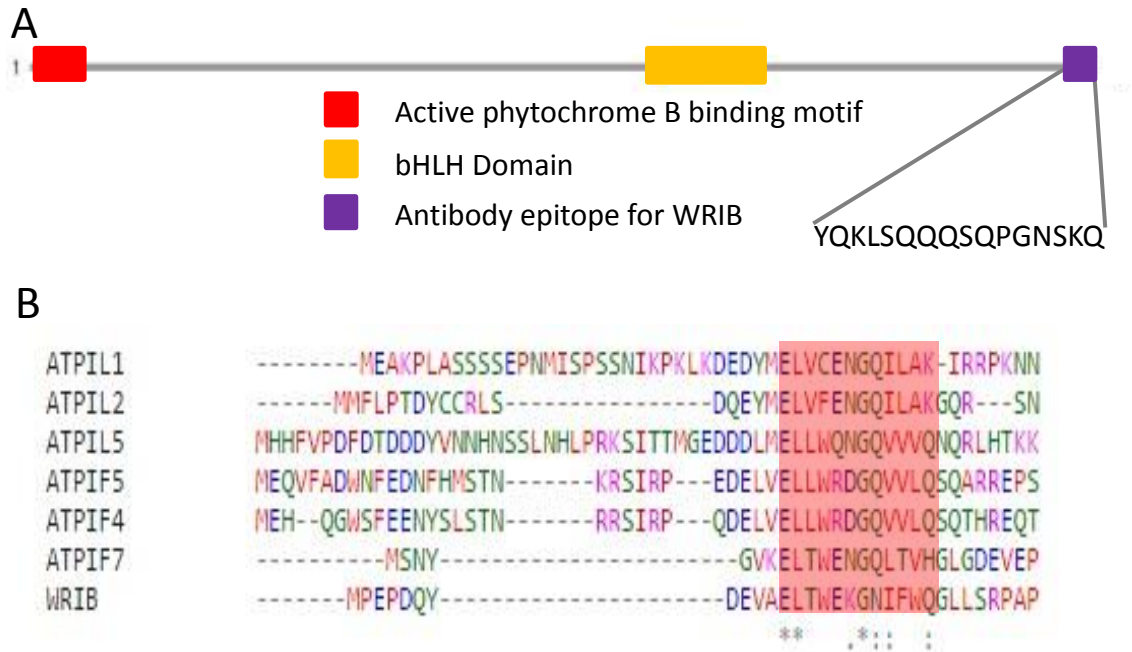 A
1
Active phytochrome B binding motif
bHLH Domain
Antibody epitope for WRIB
YQKLSQQQSQPGNSKQ
B
ATPIL1 --------MEAKPLASSSSEPNMISPSSNIKPKLKDEDYMELVCENGQILAK-IRRPKNN
ATPIL2 ------MMFLPTDYCCRLS----------------DQEYMELVFENGQILAKGQR---SN
ATPIL5 MHHFVPDFDTDDDYVNNHNSSLNHLPRKSITTMGEDDDLMELLWQNGQVVVQNQRLHTKK
ATPIF5 MEQVFADWNFEDNFHMSTN-------KRSIRP---EDELVELLWRDGQVVLQSQARREPS
ATPIF4 MEH--QGWSFEENYSLSTN-------RRSIRP---QDELVELLWRDGQVVLQSQTHREQT
ATPIF7 ----------MSNY-----------------------GVKELTWENGQLTVHGLGDEVEP
WRIB -------MPEPDQY----------------------DEVAELTWEKGNIFWQGLLSRPAP
** .*:: :